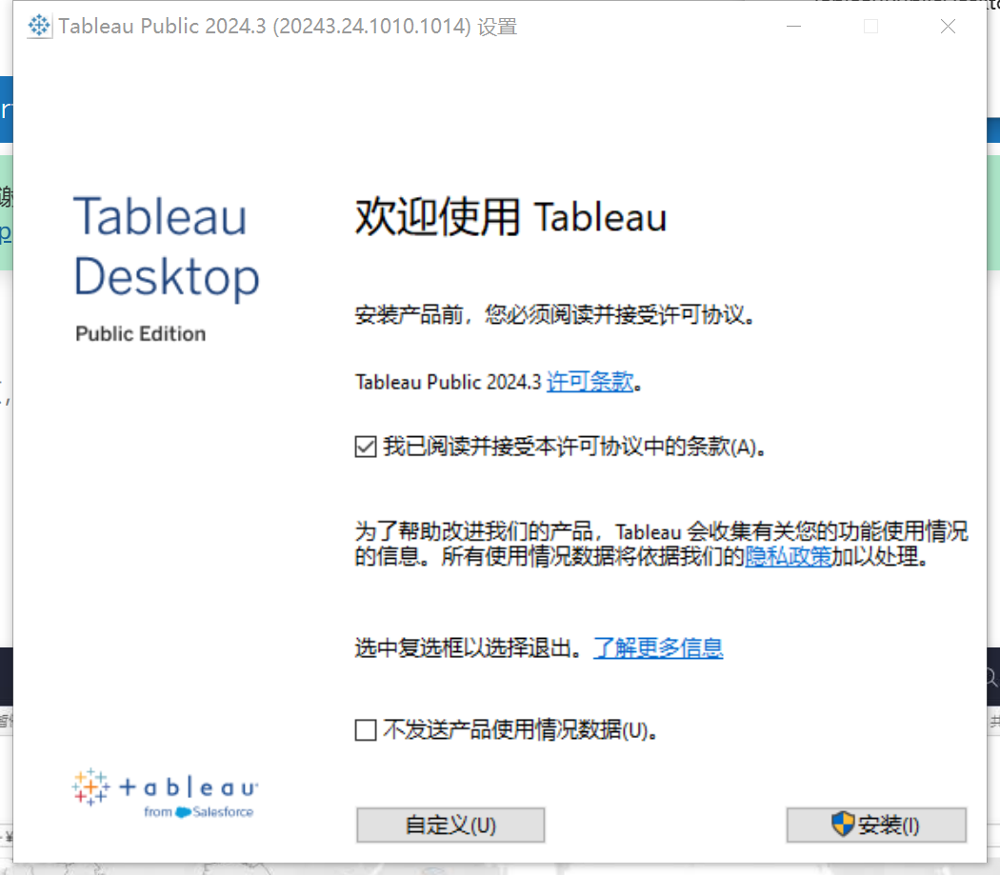 Tableau Public 2024.3 (20243.24.1010.1014) 设置
Tableau
Desktop
Public Edition
欢迎使用 Tableau
安装产品前，您必须阅读并接受许可协议。
Tableau Public 2024.3 许可条款。
我已阅读并接受本许可协议中的条款(A)。
为了帮助改进我们的产品，Tableau 会收集有关您的功能使用情况
的信息。所有使用情况数据将依据我们的隐私政策加以处理。
选中复选框以选择退出。了解更多信息
不发送产品使用情况数据(U)。
+ableau
from Salesforce
自定义(U)
安装(I)